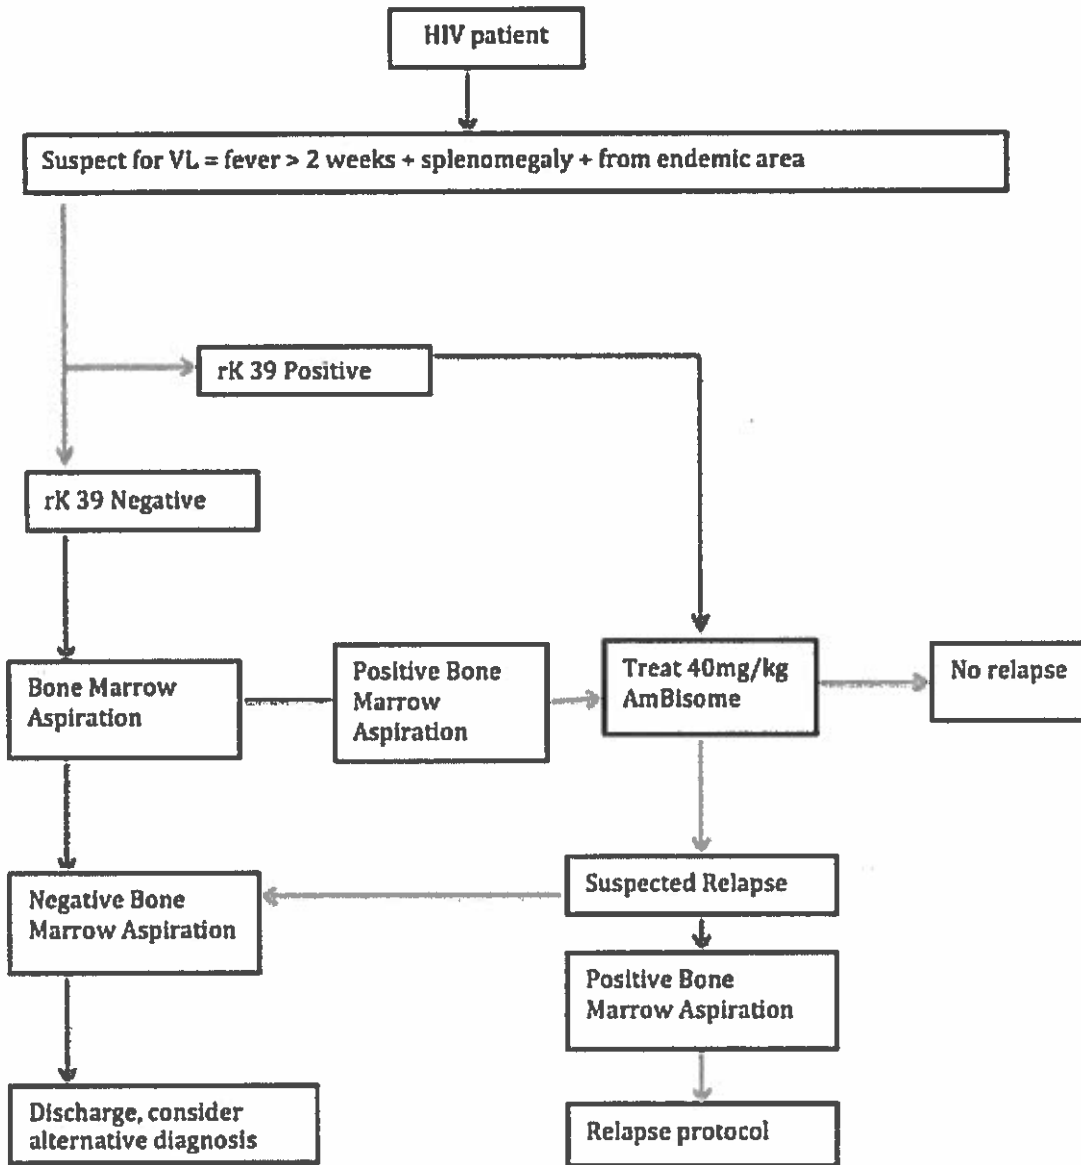 HIV patient
Suspect for VL = fever > 2 weeks + splenomegaly + from endemic area
rK 39 Positive
rK 39 Negative
Bone Marrow
Aspiration
Positive Bone
Marrow
Aspiration
Treat 40mg/kg
AmBisome
No relapse
Negative Bone
Marrow Aspiration
Suspected Relapse
Positive Bone
Marrow Aspiration
Discharge, consider
alternative diagnosis
Relapse protocol